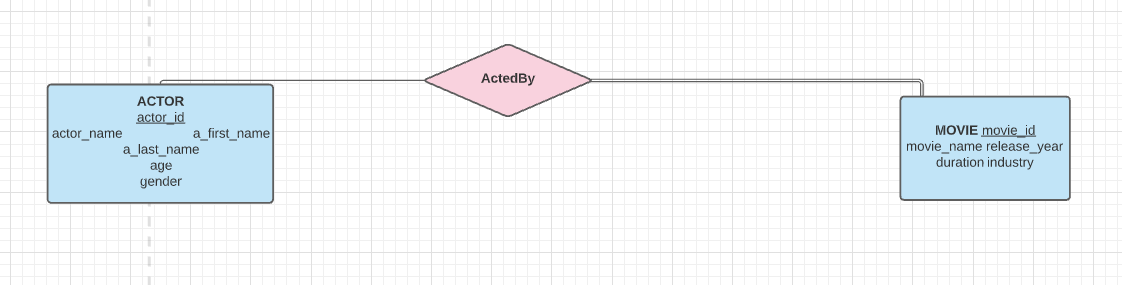 ActedBy
ACTOR
actor_id
actor_name a_first_name
a_last_name
age
gender
MOVIE movie_id
movie_name release_year
duration industry